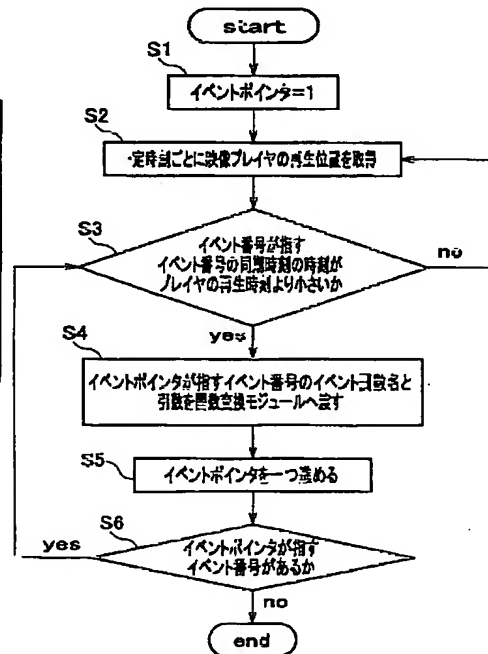 start
S1
イベントポインタ=1
S2
一定時刻ごとに映像プレイヤの再生位置を取得
S3
イベント番号が指す
イベント番号の同期時刻の時刻が
プレイヤの再生時刻より小さいか
no
yes
S4
イベントポインタが指すイベント番号のイベント関数名と
引数を関数変換モジュールへ渡す
S5
イベントポインタを一つ進める
S6
yes
イベントポインタが指す
イベント番号があるか
no
end